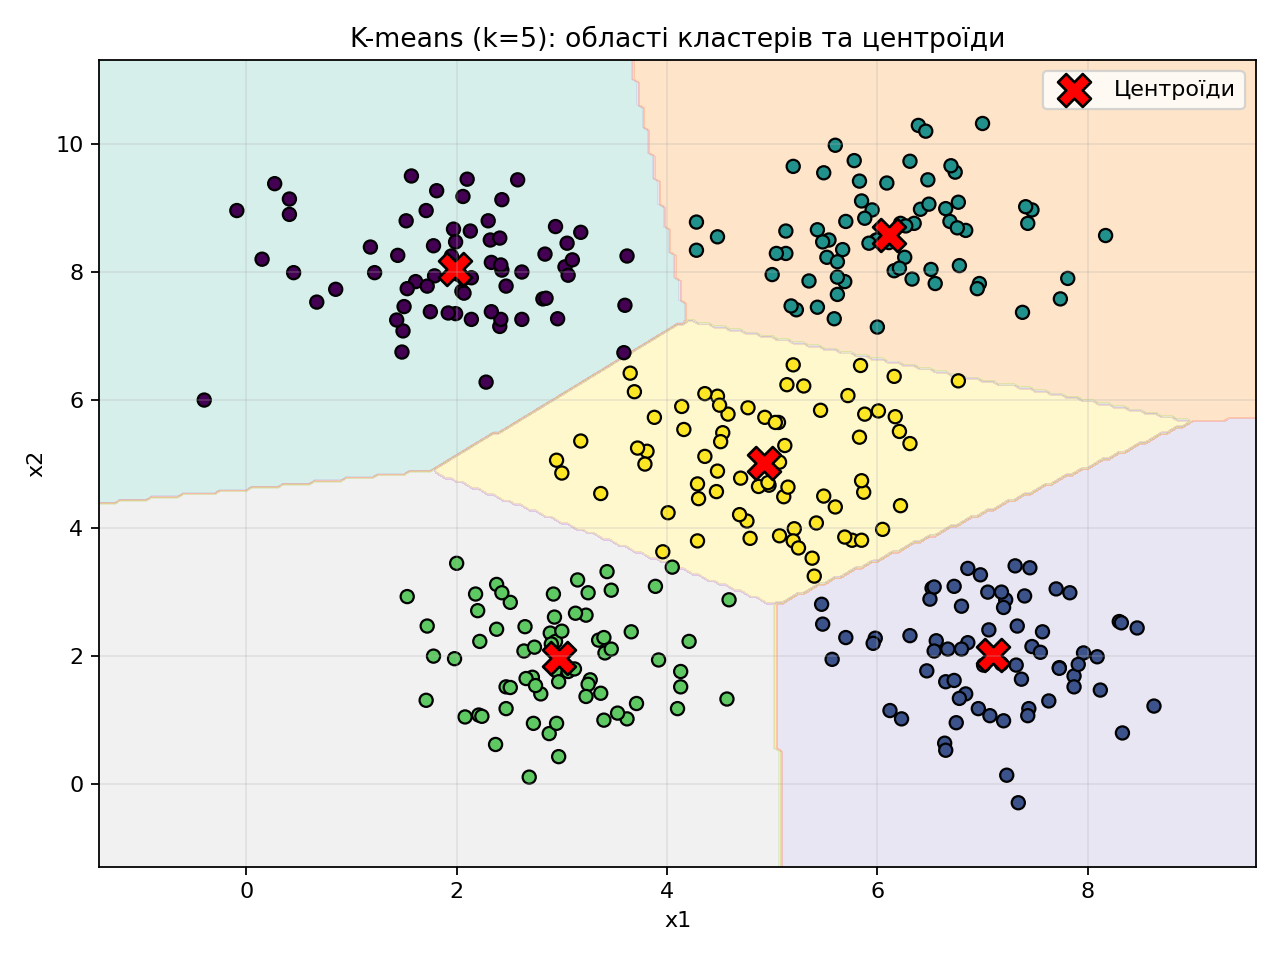 K-means (k=5): області кластерів та центроїди
Центроїди
10
8
6
4
2
0
x2
0 2 4 6 8
x1